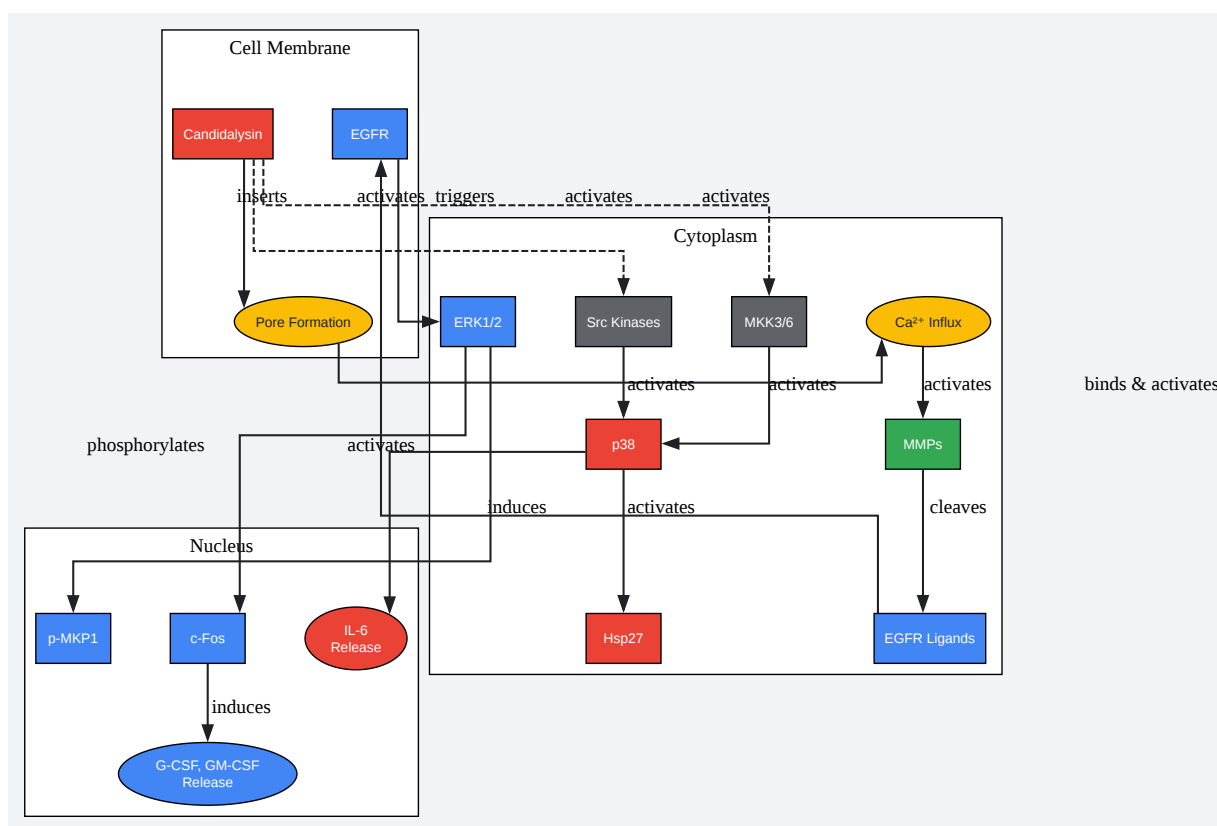 Cell Membrane
Candidalysin
EGFR
inserts
activates
triggers
activates
activates
Cytoplasm
Pore Formation
ERK1/2
Src Kinases
MKK3/6
Ca²⁺ Influx
activates
activates
activates
binds & activates
phosphorylates
activates
p38
MMPs
induces
activates
cleaves
Nucleus
p-MKP1
c-Fos
IL-6
Release
Hsp27
EGFR Ligands
induces
G-CSF, GM-CSF
Release